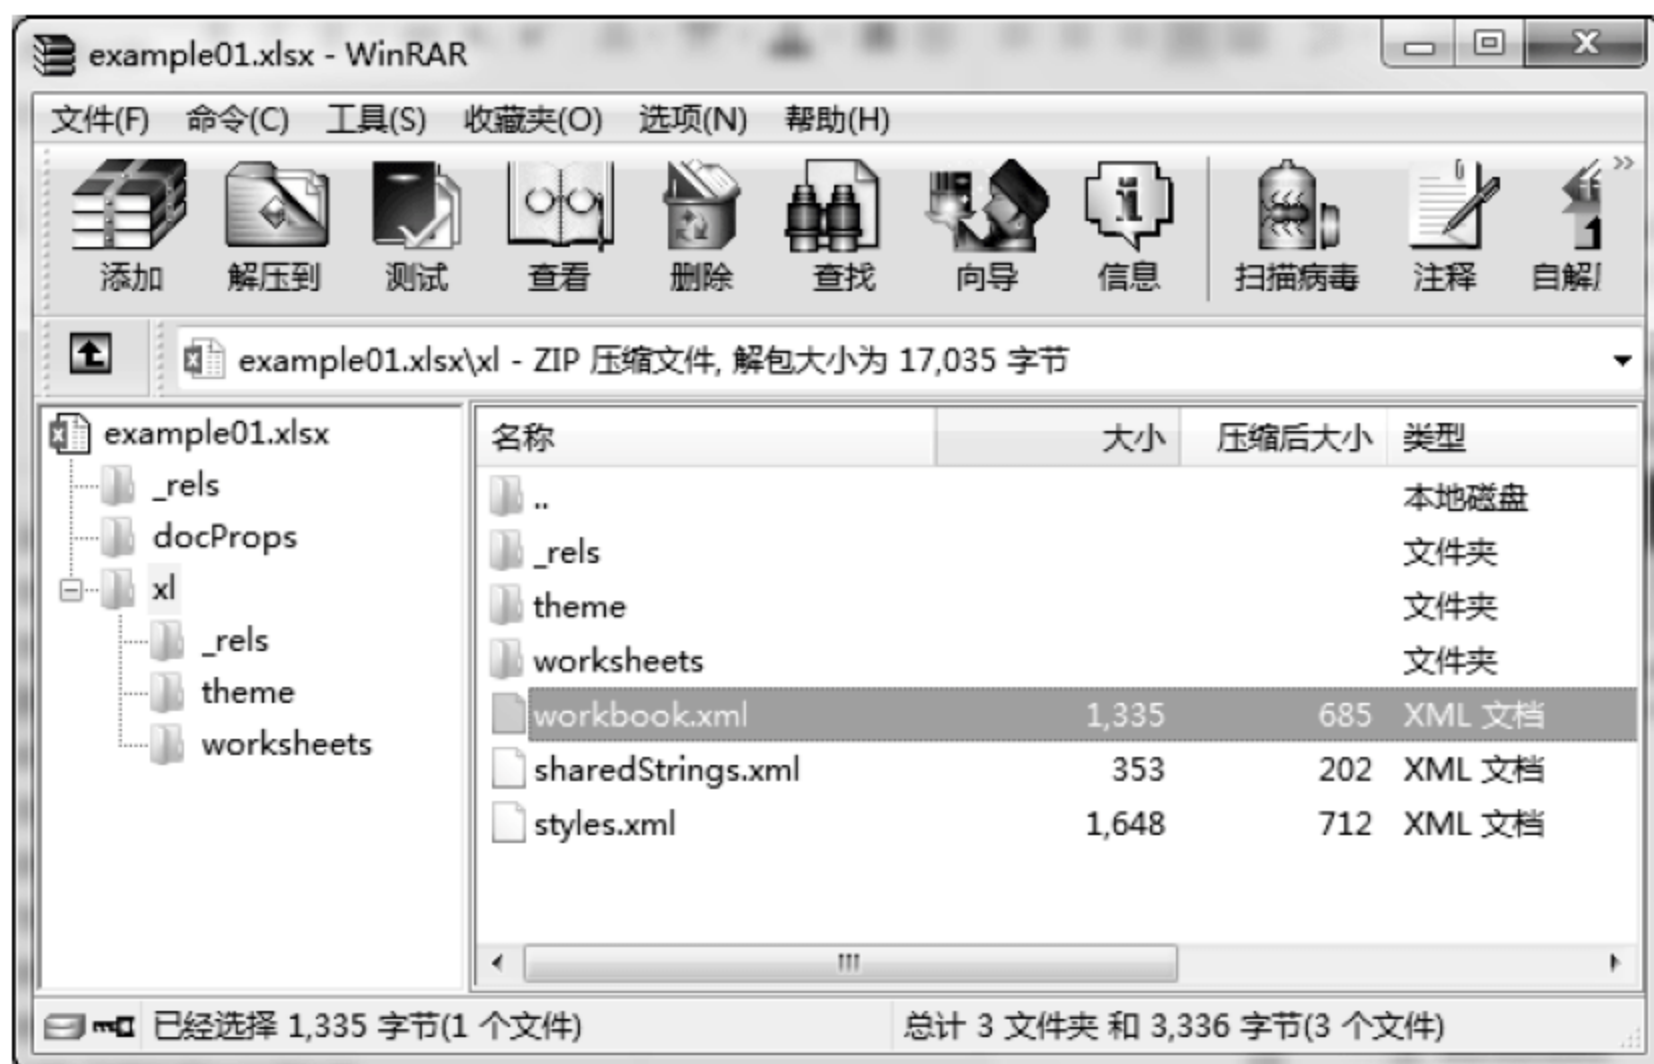 example01.xlsx - WinRAR
文件(F) 命令(C) 工具(S) 收藏夹(O) 选项(N) 帮助(H)
添加 解压到 测试 查看 删除 查找 向导 信息 扫描病毒 注释 自解
example01.xlsx\xl - ZIP 压缩文件, 解包大小为 17,035 字节
example01.xlsx
_rels
docProps
xl
_rels
theme
worksheets
名称 大小 压缩后大小 类型
.. 本地磁盘
_rels 文件夹
theme 文件夹
worksheets 文件夹
workbook.xml 1,335 685 XML 文档
sharedStrings.xml 353 202 XML 文档
styles.xml 1,648 712 XML 文档
已经选择 1,335 字节(1 个文件) 总计 3 文件夹 和 3,336 字节(3 个文件)